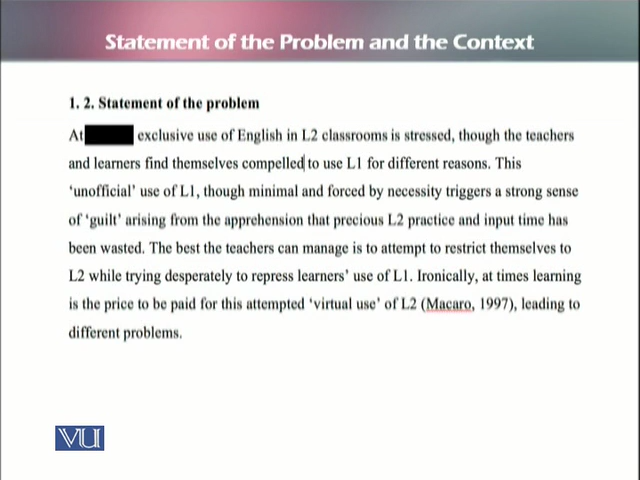 Statement of the Problem and the Context
1. 2. Statement of the problem
At exclusive use of English in L2 classrooms is stressed, though the teachers
and learners find themselves compelled to use L1 for different reasons. This
‘unofficial’ use of L1, though minimal and forced by necessity triggers a strong sense
of ‘guilt’ arising from the apprehension that precious L2 practice and input time has
been wasted. The best the teachers can manage is to attempt to restrict themselves to
L2 while trying desperately to repress learners’ use of L1. Ironically, at times learning
is the price to be paid for this attempted ‘virtual use’ of L2 (Macaro, 1997), leading to
different problems.
VU